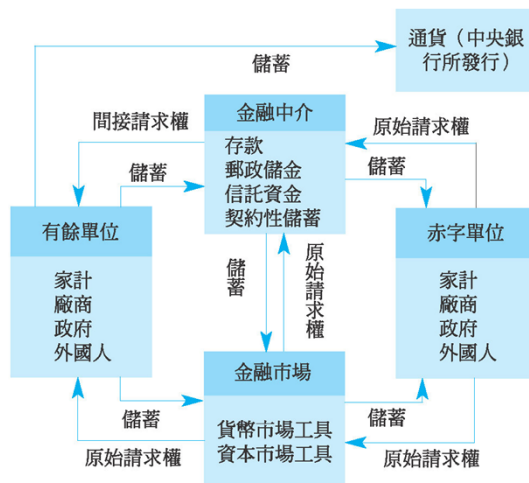 通貨（中央銀
行所發行）
儲蓄
金融中介
間接請求權
原始請求權
存款
郵政儲金
信託資金
契約性儲蓄
儲蓄
儲蓄
有餘單位
赤字單位
家計
廠商
政府
外國人
儲蓄
原始請求權
家計
廠商
政府
外國人
金融市場
儲蓄
儲蓄
貨幣市場工具
資本市場工具
原始請求權
原始請求權